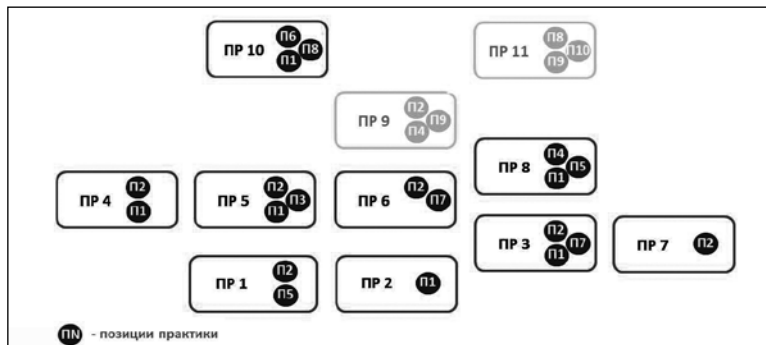 ПР 10 П6 П1 П8
ПР 11 П8 П9 П10
ПР 9 П2 П4 П9
ПР 8 П4 П1 П5
ПР 4 П2 П1
ПР 5 П2 П1 П3
ПР 6 П2 П7
ПР 3 П2 П1 П7
ПР 7 П2
ПР 1 П2 П5
ПР 2 П1
ПN - позиции практики